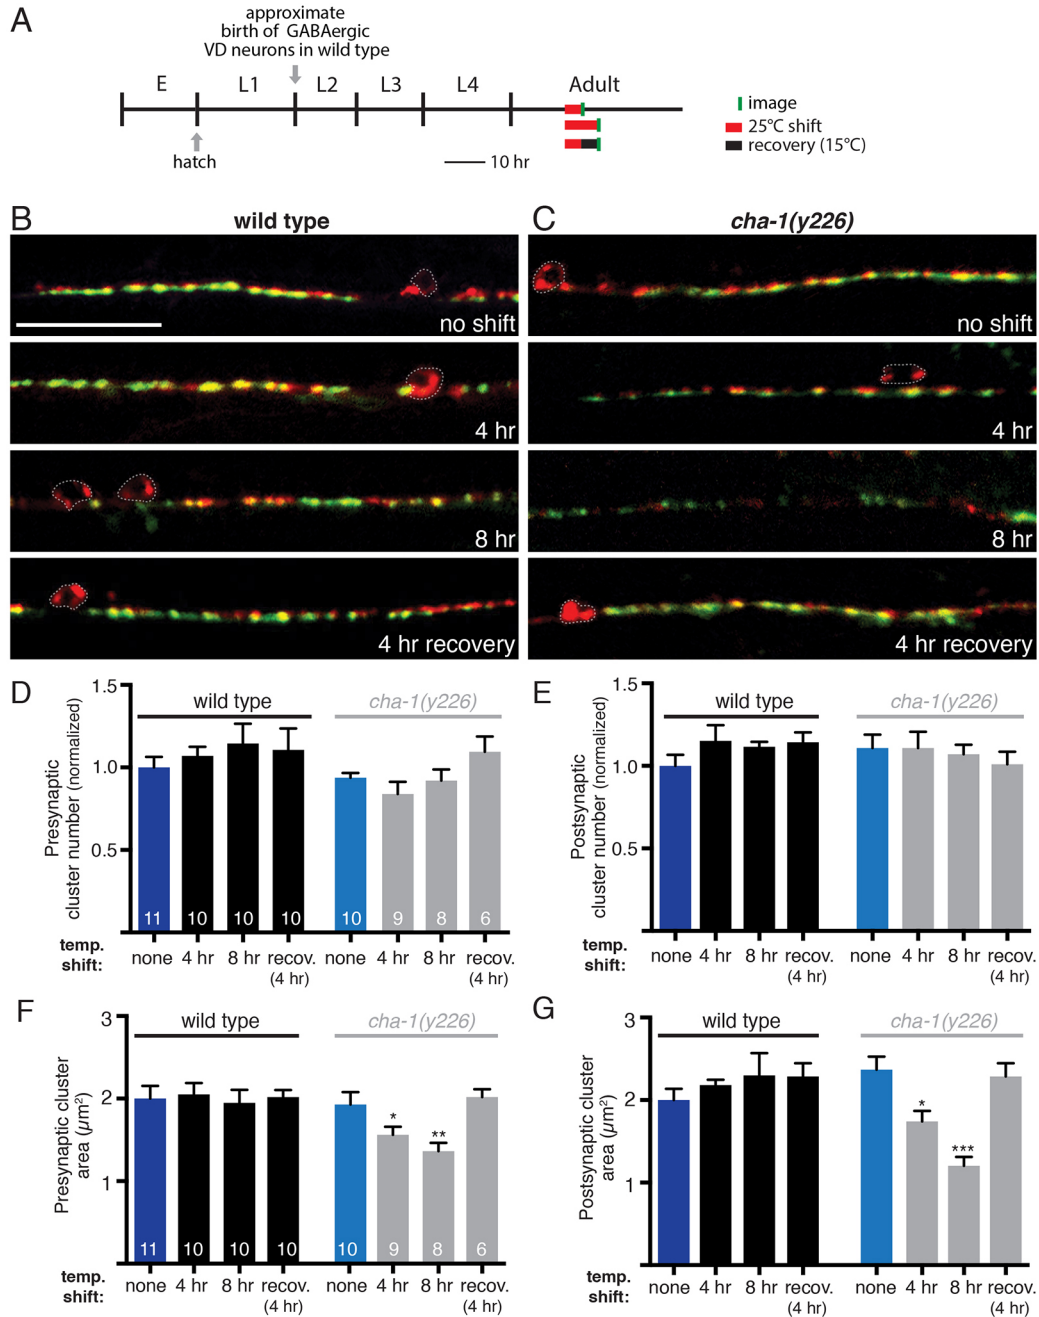 A
approximate
birth of GABAergic
VD neurons in wild type
E
L1
L2
L3
L4
Adult
hatch
10 hr
image
25°C shift
recovery (15°C)
B
wild type
no shift
4 hr
8 hr
4 hr recovery
C
cha-1(y226)
no shift
4 hr
8 hr
4 hr recovery
D
Presynaptic
cluster number (normalized)
1.5
1.0
0.5
wild type
cha-1(y226)
11
10
10
10
10
9
8
6
temp.
shift:
none
4 hr
8 hr
recov.
(4 hr)
none
4 hr
8 hr
recov.
(4 hr)
E
Postsynaptic
cluster number (normalized)
1.5
1.0
0.5
wild type
cha-1(y226)
temp.
shift:
none
4 hr
8 hr
recov.
(4 hr)
none
4 hr
8 hr
recov.
(4 hr)
F
Presynaptic cluster
area (µm²)
3
2
1
wild type
cha-1(y226)
*
**
11
10
10
10
10
9
8
6
temp.
shift:
none
4 hr
8 hr
recov.
(4 hr)
none
4 hr
8 hr
recov.
(4 hr)
G
Postsynaptic cluster
area (µm²)
3
2
1
wild type
cha-1(y226)
*
***
temp.
shift:
none
4 hr
8 hr
recov.
(4 hr)
none
4 hr
8 hr
recov.
(4 hr)